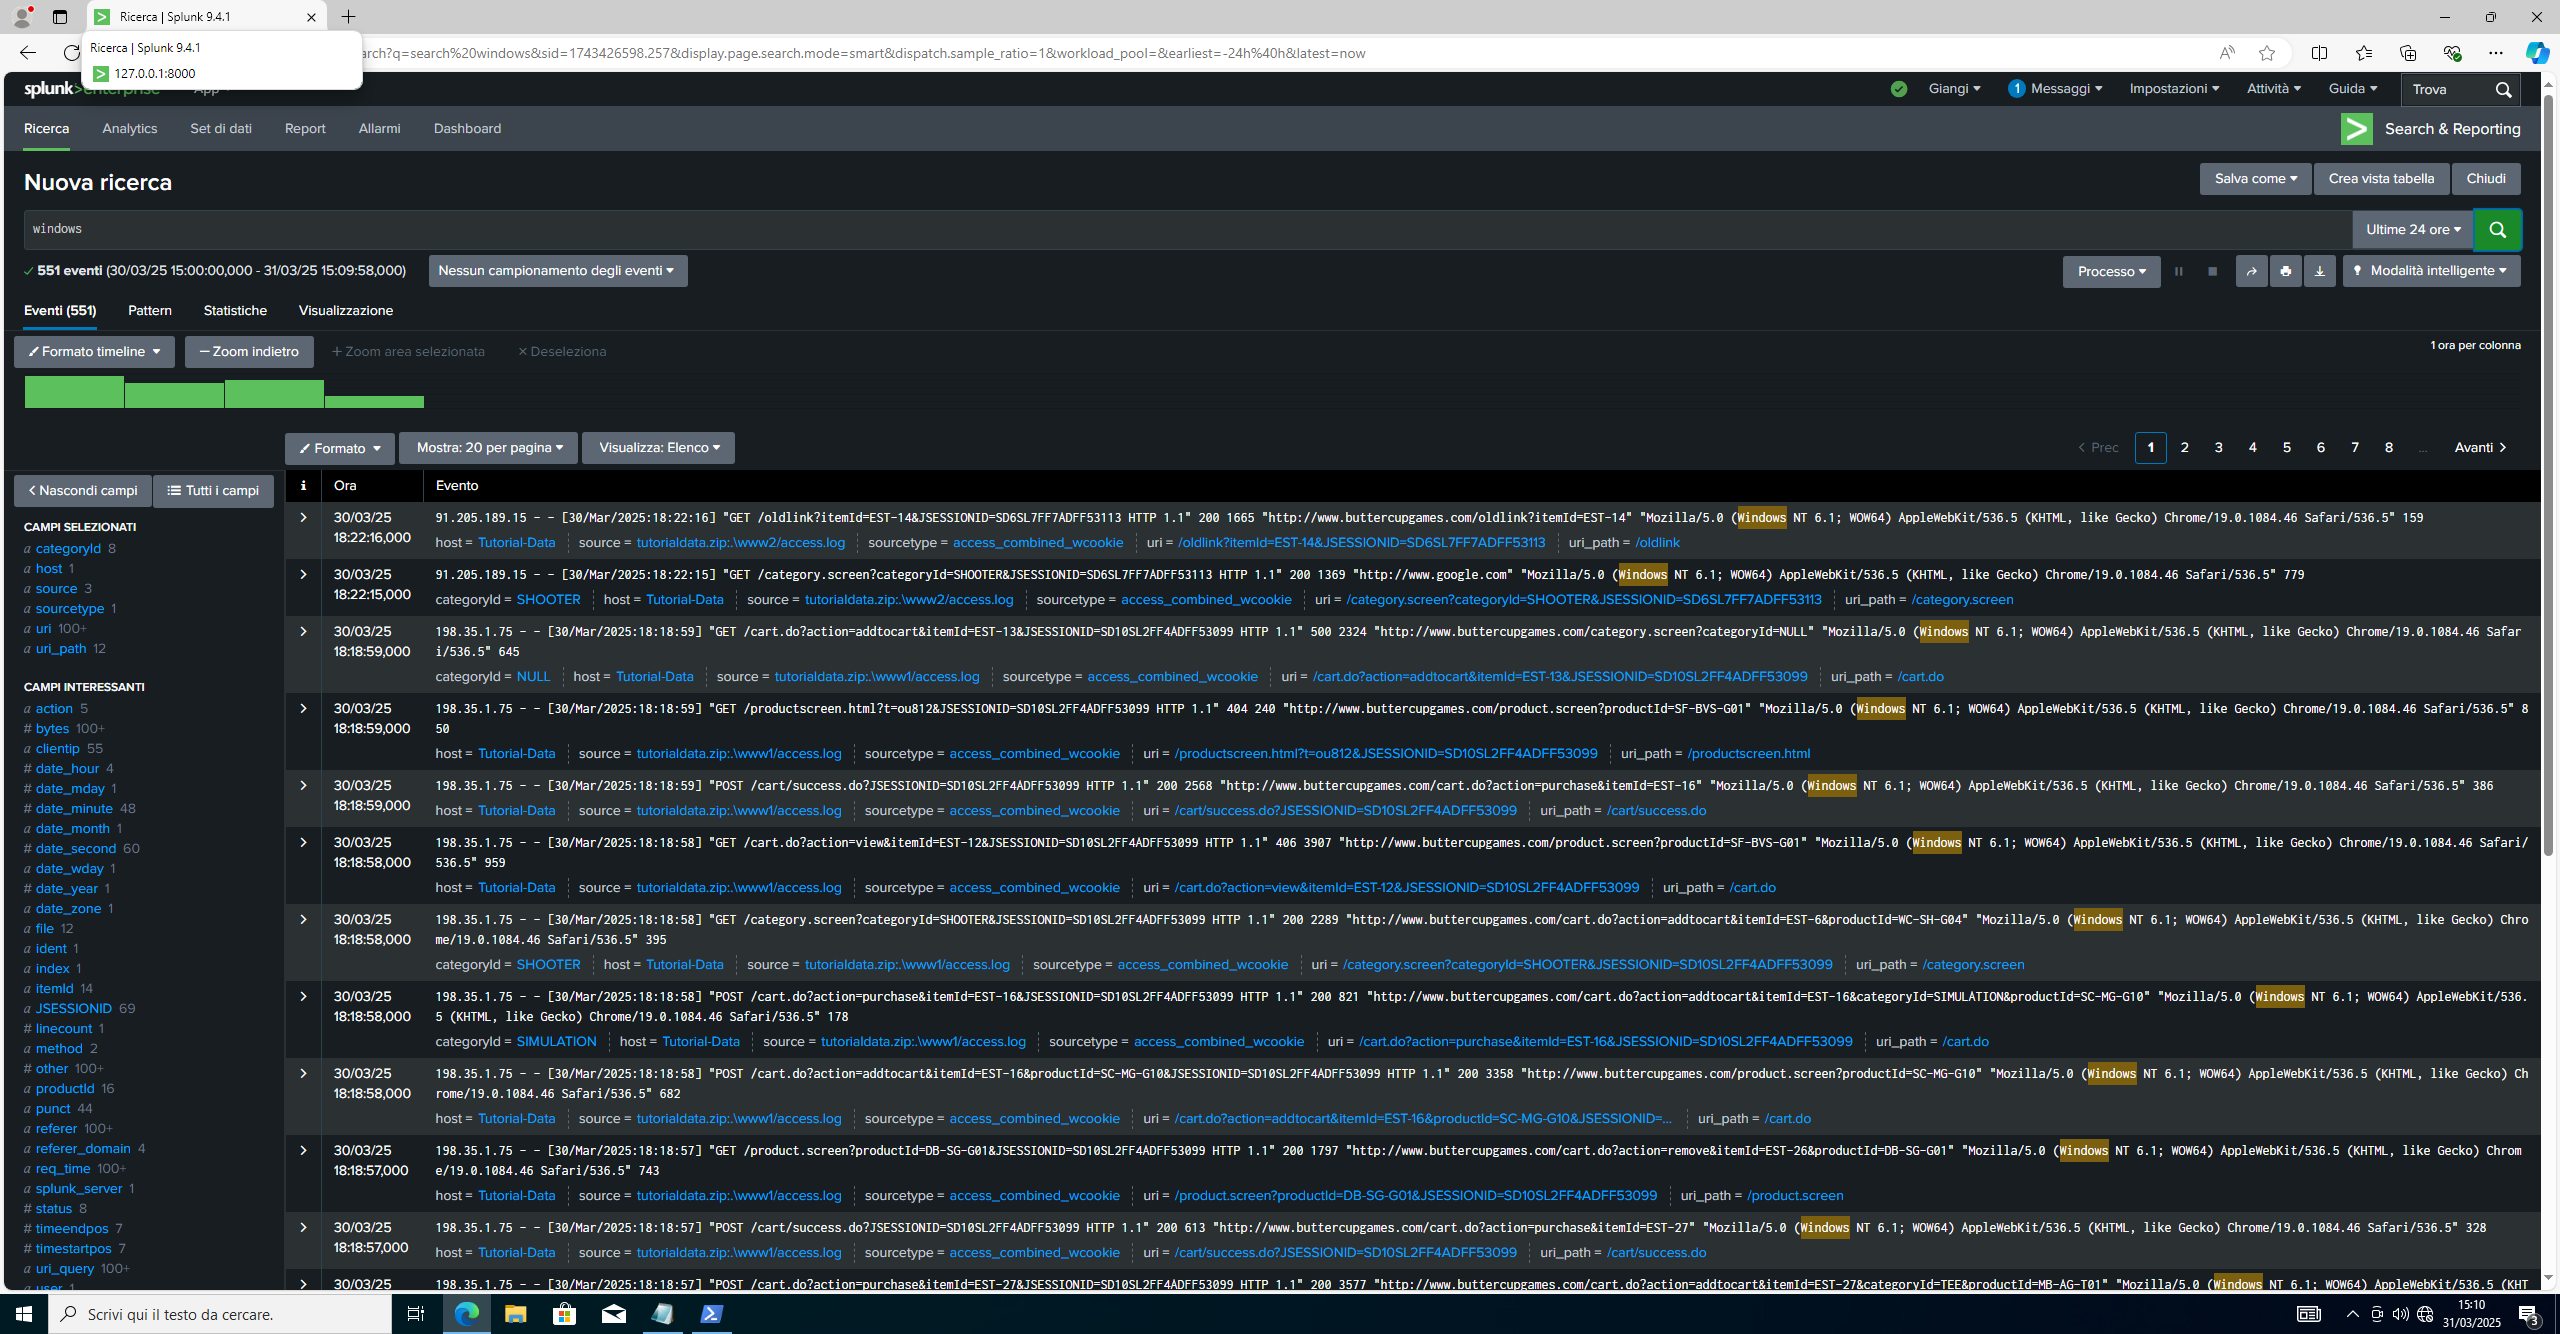 Ricerca | Splunk 9.4.1
Ricerca | Splunk 9.4.1
127.0.0.1:8000
arch?q=search%20windows&sid=1743426598.257&display.page.search.mode=smart&dispatch.sample_ratio=1&workload_pool=&earliest=-24h%40h&latest=now
splunk>enterprise App Giangi 1 Messaggi Impostazioni Attività Guida Trova
Ricerca Analytics Set di dati Report Allarmi Dashboard Search & Reporting
Nuova ricerca Salva come Crea vista tabella Chiudi
windows Ultime 24 ore
551 eventi (30/03/25 15:00:00,000 - 31/03/25 15:09:58,000) Nessun campionamento degli eventi Processo Modalità intelligente
Eventi (551) Pattern Statistiche Visualizzazione
Formato timeline — Zoom indietro + Zoom area selezionata × Deseleziona 1 ora per colonna
Formato Mostra: 20 per pagina Visualizza: Elenco < Prec 1 2 3 4 5 6 7 8 ... Avanti >
< Nascondi campi Tutti i campi
i Ora Evento
CAMPI SELEZIONATI
a categoryId 8
a host 1
a source 3
a sourcetype 1
a uri 100+
a uri_path 12
CAMPI INTERESSANTI
a action 5
# bytes 100+
a clientip 55
# date_hour 4
# date_mday 1
# date_minute 48
a date_month 1
# date_second 60
a date_wday 1
# date_year 1
a date_zone 1
a file 12
a ident 1
a index 1
a itemId 14
a JSESSIONID 69
# linecount 1
a method 2
# other 100+
a productId 16
a punct 44
a referer 100+
a referer_domain 4
a req_time 100+
a splunk_server 1
# status 8
# timeendpos 7
# timestartpos 7
a uri_query 100+
a user 1
30/03/25 18:22:16,000
91.205.189.15 - - [30/Mar/2025:18:22:16] "GET /oldlink?itemId=EST-14&JSESSIONID=SD6SL7FF7ADFF53113 HTTP 1.1" 200 1665 "http://www.buttercupgames.com/oldlink?itemId=EST-14" "Mozilla/5.0 (Windows NT 6.1; WOW64) AppleWebKit/536.5 (KHTML, like Gecko) Chrome/19.0.1084.46 Safari/536.5" 159
host = Tutorial-Data source = tutorialdata.zip:.\www2/access.log sourcetype = access_combined_wcookie uri = /oldlink?itemId=EST-14&JSESSIONID=SD6SL7FF7ADFF53113 uri_path = /oldlink
30/03/25 18:22:15,000
91.205.189.15 - - [30/Mar/2025:18:22:15] "GET /category.screen?categoryId=SHOOTER&JSESSIONID=SD6SL7FF7ADFF53113 HTTP 1.1" 200 1369 "http://www.google.com" "Mozilla/5.0 (Windows NT 6.1; WOW64) AppleWebKit/536.5 (KHTML, like Gecko) Chrome/19.0.1084.46 Safari/536.5" 779
categoryId = SHOOTER host = Tutorial-Data source = tutorialdata.zip:.\www2/access.log sourcetype = access_combined_wcookie uri = /category.screen?categoryId=SHOOTER&JSESSIONID=SD6SL7FF7ADFF53113 uri_path = /category.screen
30/03/25 18:18:59,000
198.35.1.75 - - [30/Mar/2025:18:18:59] "GET /cart.do?action=addtocart&itemId=EST-13&JSESSIONID=SD10SL2FF4ADFF53099 HTTP 1.1" 500 2324 "http://www.buttercupgames.com/category.screen?categoryId=NULL" "Mozilla/5.0 (Windows NT 6.1; WOW64) AppleWebKit/536.5 (KHTML, like Gecko) Chrome/19.0.1084.46 Safar
i/536.5" 645
categoryId = NULL host = Tutorial-Data source = tutorialdata.zip:.\www1/access.log sourcetype = access_combined_wcookie uri = /cart.do?action=addtocart&itemId=EST-13&JSESSIONID=SD10SL2FF4ADFF53099 uri_path = /cart.do
30/03/25 18:18:59,000
198.35.1.75 - - [30/Mar/2025:18:18:59] "GET /productscreen.html?t=ou812&JSESSIONID=SD10SL2FF4ADFF53099 HTTP 1.1" 404 240 "http://www.buttercupgames.com/product.screen?productId=SF-BVS-G01" "Mozilla/5.0 (Windows NT 6.1; WOW64) AppleWebKit/536.5 (KHTML, like Gecko) Chrome/19.0.1084.46 Safari/536.5" 8
50
host = Tutorial-Data source = tutorialdata.zip:.\www1/access.log sourcetype = access_combined_wcookie uri = /productscreen.html?t=ou812&JSESSIONID=SD10SL2FF4ADFF53099 uri_path = /productscreen.html
30/03/25 18:18:59,000
198.35.1.75 - - [30/Mar/2025:18:18:59] "POST /cart/success.do?JSESSIONID=SD10SL2FF4ADFF53099 HTTP 1.1" 200 2568 "http://www.buttercupgames.com/cart.do?action=purchase&itemId=EST-16" "Mozilla/5.0 (Windows NT 6.1; WOW64) AppleWebKit/536.5 (KHTML, like Gecko) Chrome/19.0.1084.46 Safari/536.5" 386
host = Tutorial-Data source = tutorialdata.zip:.\www1/access.log sourcetype = access_combined_wcookie uri = /cart/success.do?JSESSIONID=SD10SL2FF4ADFF53099 uri_path = /cart/success.do
30/03/25 18:18:58,000
198.35.1.75 - - [30/Mar/2025:18:18:58] "GET /cart.do?action=view&itemId=EST-12&JSESSIONID=SD10SL2FF4ADFF53099 HTTP 1.1" 406 3907 "http://www.buttercupgames.com/product.screen?productId=SF-BVS-G01" "Mozilla/5.0 (Windows NT 6.1; WOW64) AppleWebKit/536.5 (KHTML, like Gecko) Chrome/19.0.1084.46 Safari/
536.5" 959
host = Tutorial-Data source = tutorialdata.zip:.\www1/access.log sourcetype = access_combined_wcookie uri = /cart.do?action=view&itemId=EST-12&JSESSIONID=SD10SL2FF4ADFF53099 uri_path = /cart.do
30/03/25 18:18:58,000
198.35.1.75 - - [30/Mar/2025:18:18:58] "GET /category.screen?categoryId=SHOOTER&JSESSIONID=SD10SL2FF4ADFF53099 HTTP 1.1" 200 2289 "http://www.buttercupgames.com/cart.do?action=addtocart&itemId=EST-6&productId=WC-SH-G04" "Mozilla/5.0 (Windows NT 6.1; WOW64) AppleWebKit/536.5 (KHTML, like Gecko) Chro
me/19.0.1084.46 Safari/536.5" 395
categoryId = SHOOTER host = Tutorial-Data source = tutorialdata.zip:.\www1/access.log sourcetype = access_combined_wcookie uri = /category.screen?categoryId=SHOOTER&JSESSIONID=SD10SL2FF4ADFF53099 uri_path = /category.screen
30/03/25 18:18:58,000
198.35.1.75 - - [30/Mar/2025:18:18:58] "POST /cart.do?action=purchase&itemId=EST-16&JSESSIONID=SD10SL2FF4ADFF53099 HTTP 1.1" 200 821 "http://www.buttercupgames.com/cart.do?action=addtocart&itemId=EST-16&categoryId=SIMULATION&productId=SC-MG-G10" "Mozilla/5.0 (Windows NT 6.1; WOW64) AppleWebKit/536.
5 (KHTML, like Gecko) Chrome/19.0.1084.46 Safari/536.5" 178
categoryId = SIMULATION host = Tutorial-Data source = tutorialdata.zip:.\www1/access.log sourcetype = access_combined_wcookie uri = /cart.do?action=purchase&itemId=EST-16&JSESSIONID=SD10SL2FF4ADFF53099 uri_path = /cart.do
30/03/25 18:18:58,000
198.35.1.75 - - [30/Mar/2025:18:18:58] "POST /cart.do?action=addtocart&itemId=EST-16&productId=SC-MG-G10&JSESSIONID=SD10SL2FF4ADFF53099 HTTP 1.1" 200 3358 "http://www.buttercupgames.com/product.screen?productId=SC-MG-G10" "Mozilla/5.0 (Windows NT 6.1; WOW64) AppleWebKit/536.5 (KHTML, like Gecko) Ch
rome/19.0.1084.46 Safari/536.5" 682
host = Tutorial-Data source = tutorialdata.zip:.\www1/access.log sourcetype = access_combined_wcookie uri = /cart.do?action=addtocart&itemId=EST-16&productId=SC-MG-G10&JSESSIONID=... uri_path = /cart.do
30/03/25 18:18:57,000
198.35.1.75 - - [30/Mar/2025:18:18:57] "GET /product.screen?productId=DB-SG-G01&JSESSIONID=SD10SL2FF4ADFF53099 HTTP 1.1" 200 1797 "http://www.buttercupgames.com/cart.do?action=remove&itemId=EST-26&productId=DB-SG-G01" "Mozilla/5.0 (Windows NT 6.1; WOW64) AppleWebKit/536.5 (KHTML, like Gecko) Chrom
e/19.0.1084.46 Safari/536.5" 743
host = Tutorial-Data source = tutorialdata.zip:.\www1/access.log sourcetype = access_combined_wcookie uri = /product.screen?productId=DB-SG-G01&JSESSIONID=SD10SL2FF4ADFF53099 uri_path = /product.screen
30/03/25 18:18:57,000
198.35.1.75 - - [30/Mar/2025:18:18:57] "POST /cart/success.do?JSESSIONID=SD10SL2FF4ADFF53099 HTTP 1.1" 200 613 "http://www.buttercupgames.com/cart.do?action=purchase&itemId=EST-27" "Mozilla/5.0 (Windows NT 6.1; WOW64) AppleWebKit/536.5 (KHTML, like Gecko) Chrome/19.0.1084.46 Safari/536.5" 328
host = Tutorial-Data source = tutorialdata.zip:.\www1/access.log sourcetype = access_combined_wcookie uri = /cart/success.do?JSESSIONID=SD10SL2FF4ADFF53099 uri_path = /cart/success.do
30/03/25
198.35.1.75 - - [30/Mar/2025:18:18:57] "POST /cart.do?action=purchase&itemId=EST-27&JSESSIONID=SD10SL2FF4ADFF53099 HTTP 1.1" 200 3577 "http://www.buttercupgames.com/cart.do?action=addtocart&itemId=EST-27&categoryId=TEE&productId=MB-AG-T01" "Mozilla/5.0 (Windows NT 6.1; WOW64) AppleWebKit/536.5 (KHT
Scrivi qui il testo da cercare.
15:10
31/03/2025
3